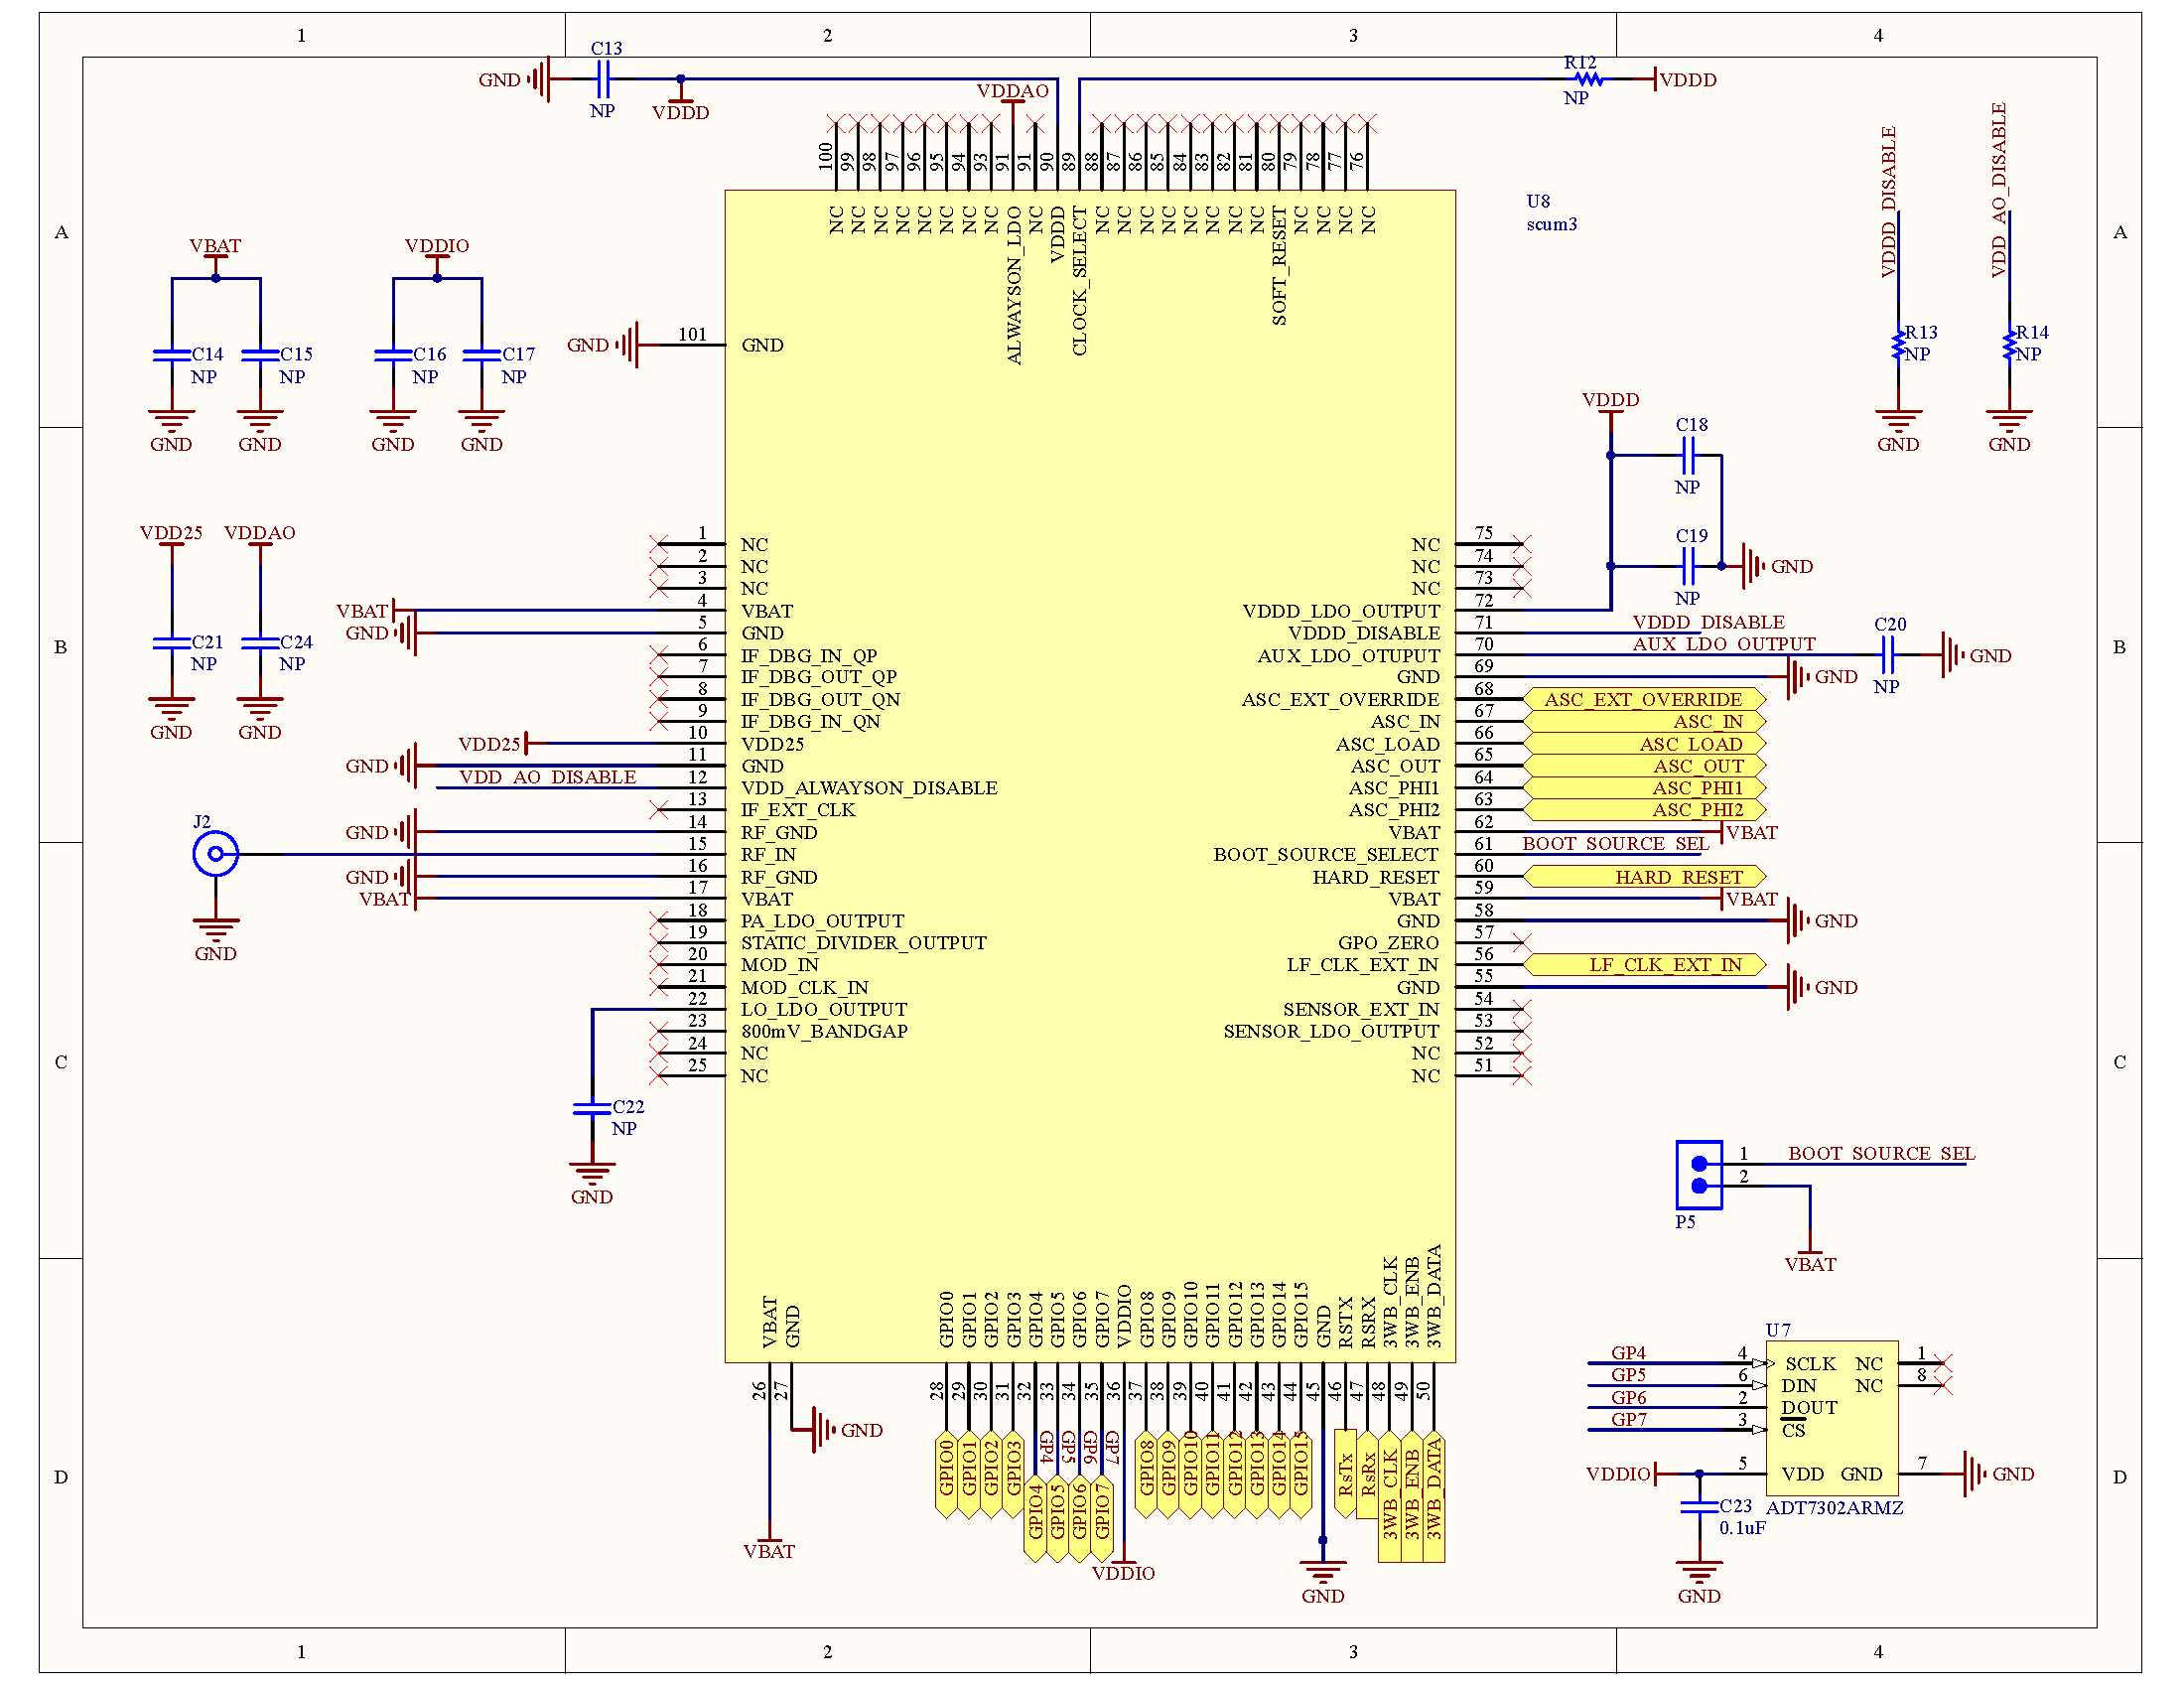 1 2 3 4
C13
GND
NP
VDDD
VDDAO
R12
NP
VDDD
100 99 98 97 96 95 94 93 91 91 90 89 88 87 86 85 84 83 82 81 80 79 78 77 76
NC NC NC NC NC NC NC NC ALWAYSON_LDO NC VDDD CLOCK_SELECT NC NC NC NC NC NC NC NC SOFT_RESET NC NC NC NC
U8
scum3
VDDD_DISABLE
VDD_AO_DISABLE
R13
NP
GND
R14
NP
GND
A
A
VBAT
C14
NP
GND
C15
NP
GND
VDDIO
C16
NP
GND
C17
NP
GND
GND 101 GND
VDDD
C18
NP
C19
NP
GND
B
B
VDD25
C21
NP
GND
VDDAO
C24
NP
GND
1 NC
2 NC
3 NC
VBAT 4 VBAT
GND 5 GND
6 IF_DBG_IN_QP
7 IF_DBG_OUT_QP
8 IF_DBG_OUT_QN
9 IF_DBG_IN_QN
VDD25 10 VDD25
GND 11 GND
VDD_AO_DISABLE 12 VDD_ALWAYSON_DISABLE
13 IF_EXT_CLK
GND 14 RF_GND
J2
15 RF_IN
GND
GND 16 RF_GND
VBAT 17 VBAT
18 PA_LDO_OUTPUT
19 STATIC_DIVIDER_OUTPUT
20 MOD_IN
21 MOD_CLK_IN
22 LO_LDO_OUTPUT
23 800mV_BANDGAP
24 NC
25 NC
C22
NP
GND
NC 75
NC 74
NC 73
VDDD_LDO_OUTPUT 72
VDDD_DISABLE 71 VDDD_DISABLE
AUX_LDO_OTUPUT 70 AUX_LDO_OUTPUT
C20
NP
GND
GND 69 GND
ASC_EXT_OVERRIDE 68 ASC_EXT_OVERRIDE
ASC_IN 67 ASC_IN
ASC_LOAD 66 ASC_LOAD
ASC_OUT 65 ASC_OUT
ASC_PHI1 64 ASC_PHI1
ASC_PHI2 63 ASC_PHI2
VBAT 62 VBAT
BOOT_SOURCE_SELECT 61 BOOT_SOURCE_SEL
HARD_RESET 60 HARD_RESET
VBAT 59 VBAT
GND 58 GND
GPO_ZERO 57
LF_CLK_EXT_IN 56 LF_CLK_EXT_IN
GND 55 GND
SENSOR_EXT_IN 54
SENSOR_LDO_OUTPUT 53
NC 52
NC 51
C
C
1 BOOT_SOURCE_SEL
2
P5
VBAT
VBAT GND GPIO0 GPIO1 GPIO2 GPIO3 GPIO4 GPIO5 GPIO6 GPIO7 VDDIO GPIO8 GPIO9 GPIO10 GPIO11 GPIO12 GPIO13 GPIO14 GPIO15 GND RSTX RSRX 3WB_CLK 3WB_ENB 3WB_DATA
26 27 28 29 30 31 32 33 34 35 36 37 38 39 40 41 42 43 44 45 46 47 48 49 50
GND
GP4 GP5 GP6 GP7
GPIO0 GPIO1 GPIO2 GPIO3 GPIO4 GPIO5 GPIO6 GPIO7 GPIO8 GPIO9 GPIO10 GPIO11 GPIO12 GPIO13 GPIO14 GPIO15 RsTx RsRx 3WB_CLK 3WB_ENB 3WB_DATA
VBAT
VDDIO
GND
U7
GP4 4 SCLK NC 1
GP5 6 DIN NC 8
GP6 2 DOUT
GP7 3 CS
VDDIO 5 VDD GND 7 GND
C23
0.1uF
ADT7302ARMZ
GND
D
D
1 2 3 4